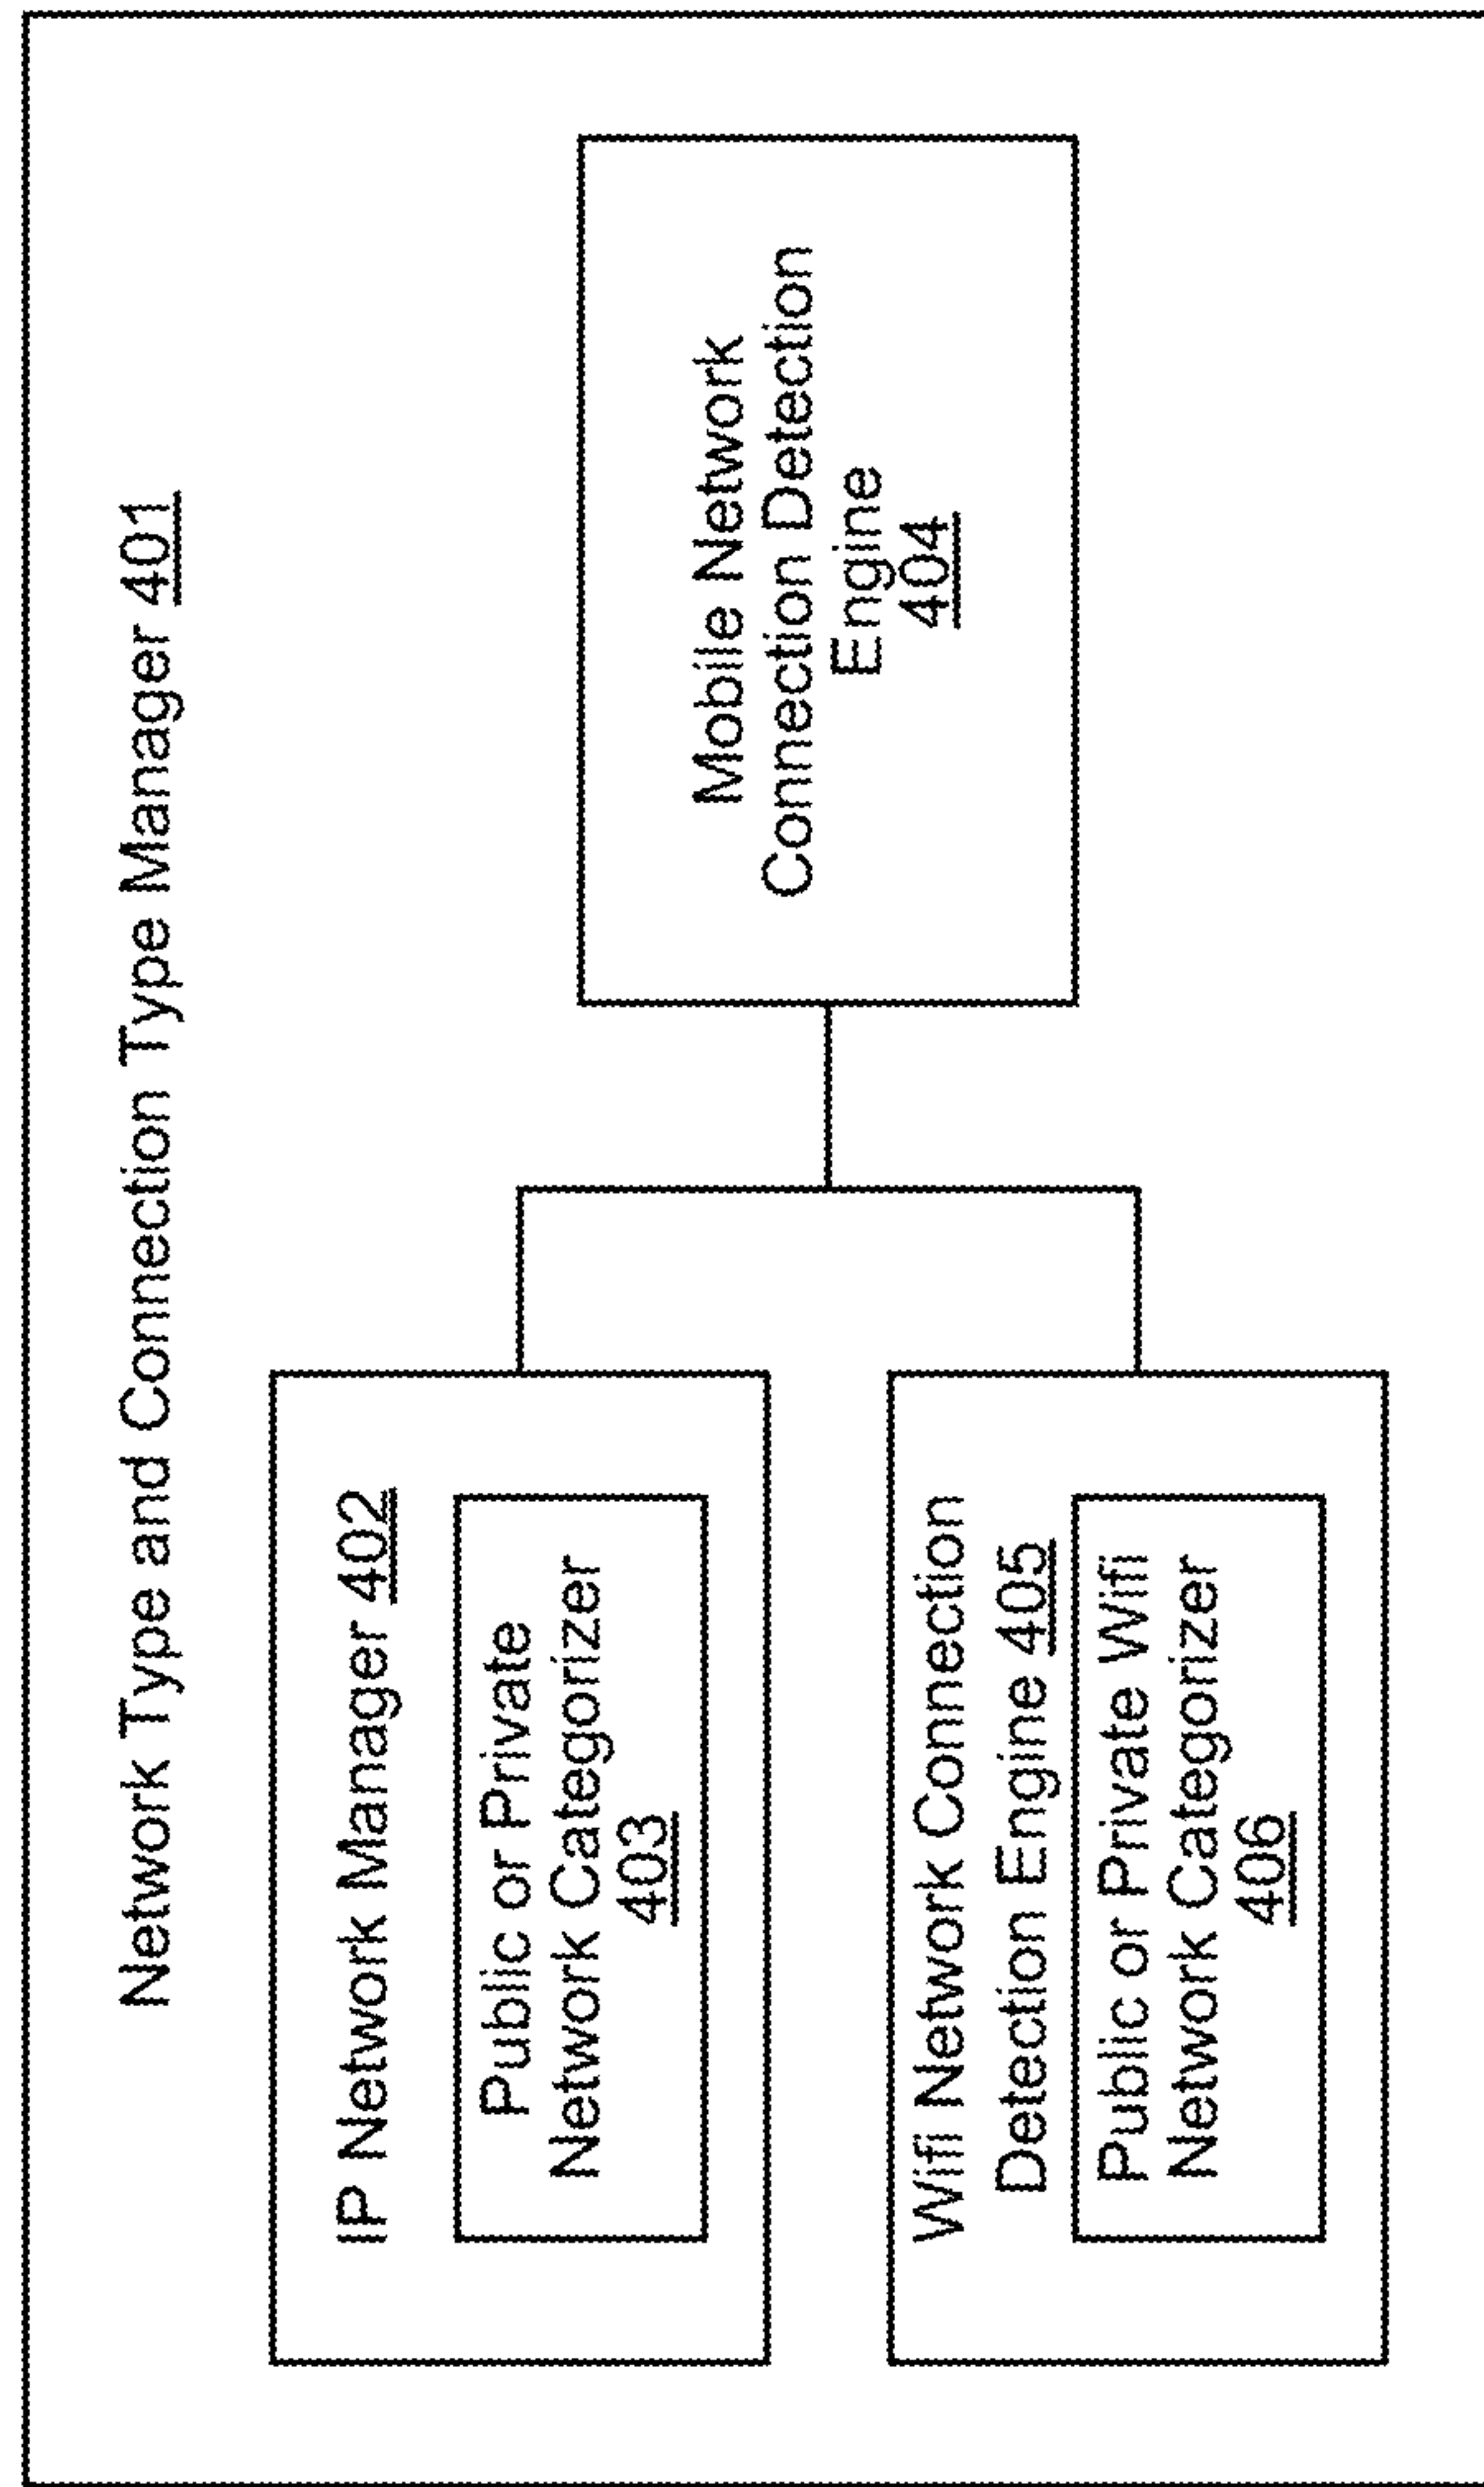 Network Type and Connection Type Manager 401
IP Network Manager 402
Public or Private
Network Categorizer
403
Mobile Network
Connection Detection
Engine
404
Wifi Network Connection
Detection Engine 405
Public or Private Wifi
Network Categorizer
406